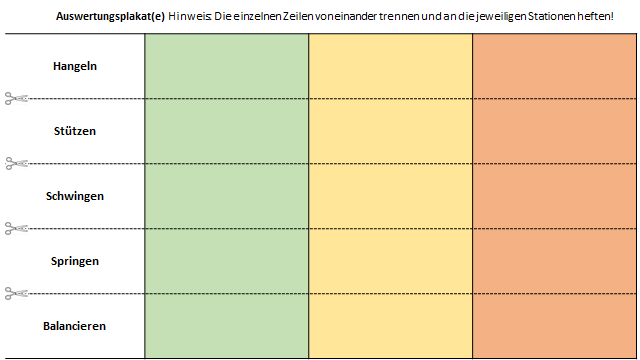 Auswertungsplakat(e) Hinweis: Die einzelnen Zeilen voneinander trennen und an die jeweiligen Stationen heften!
Hangeln
Stützen
Schwingen
Springen
Balancieren